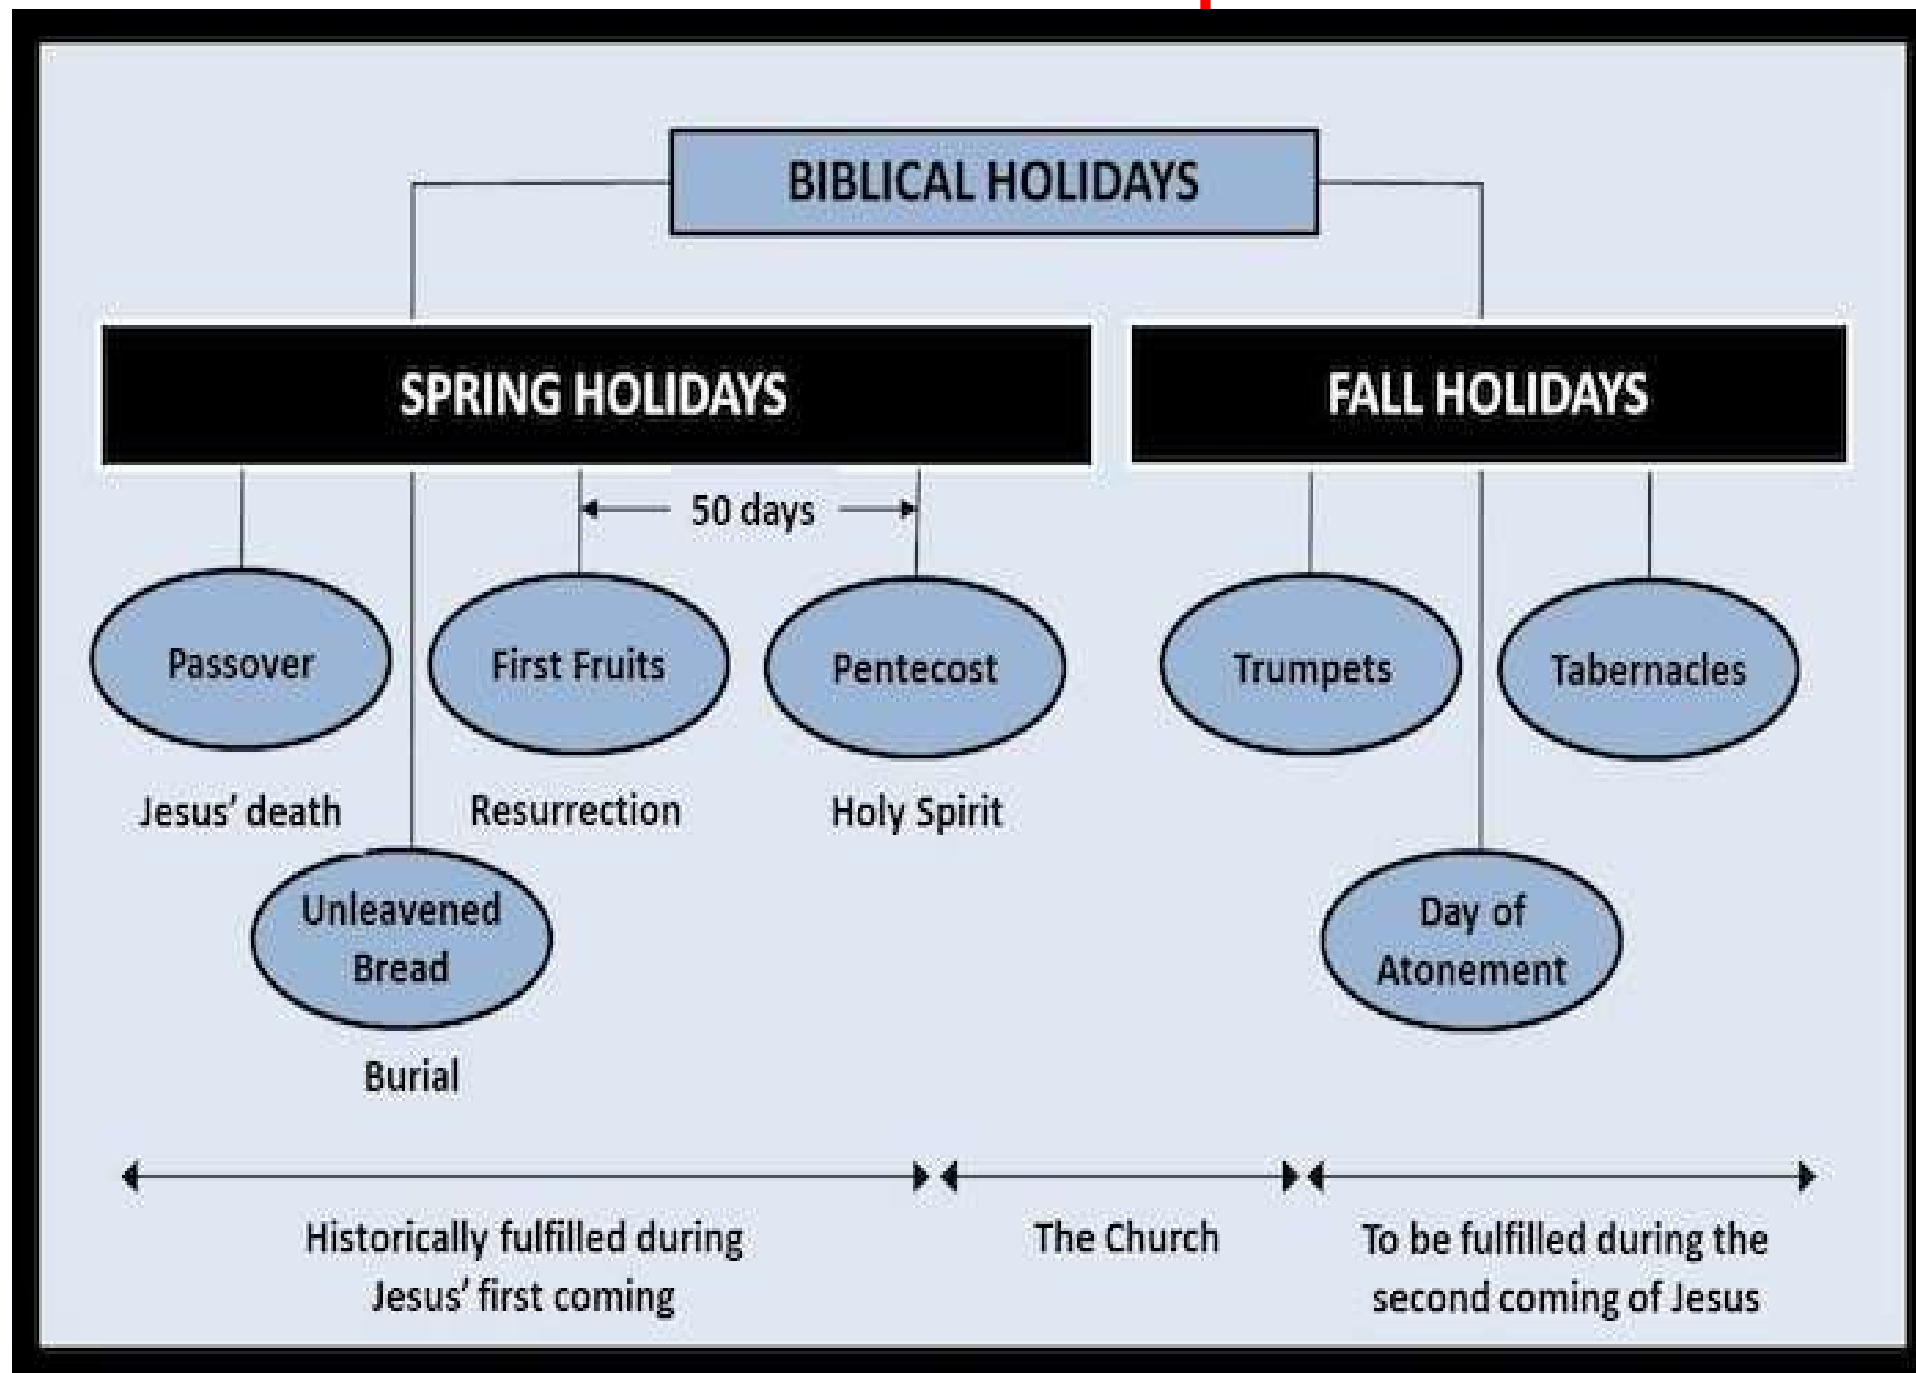 BIBLICAL HOLIDAYS
SPRING HOLIDAYS
FALL HOLIDAYS
50 days
Passover
First Fruits
Pentecost
Trumpets
Tabernacles
Jesus' death
Resurrection
Holy Spirit
Unleavened
Bread
Day of
Atonement
Burial
Historically fulfilled during
Jesus' first coming
The Church
To be fulfilled during the
second coming of Jesus